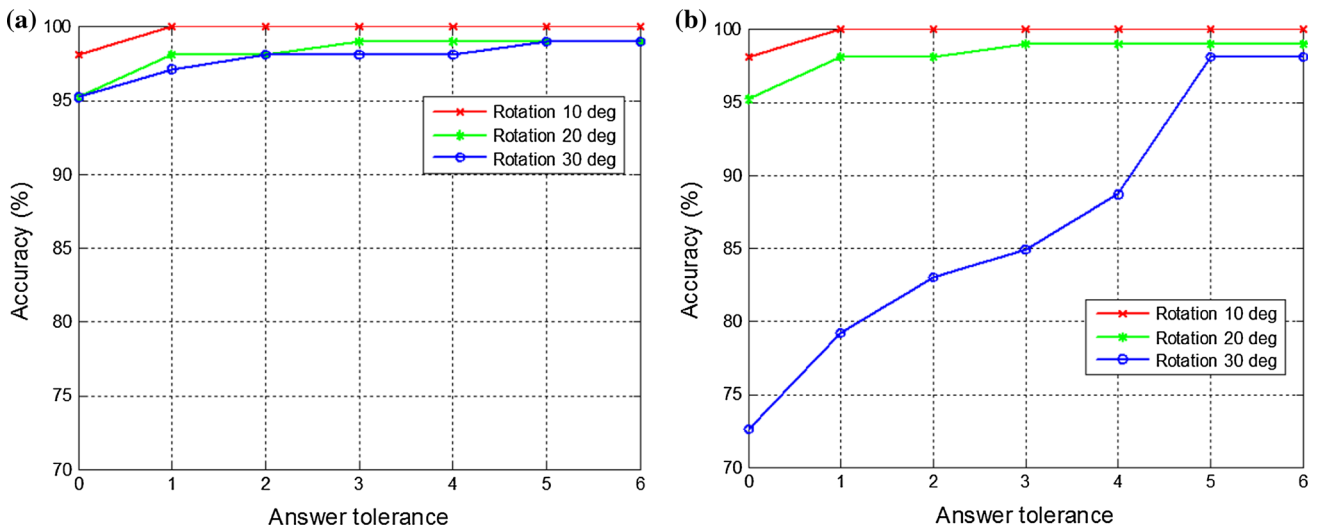 (a)
100
95
90
85
80
75
70
Accuracy (%)
0 1 2 3 4 5 6
Answer tolerance
Rotation 10 deg
Rotation 20 deg
Rotation 30 deg
(b)
100
95
90
85
80
75
70
Accuracy (%)
0 1 2 3 4 5 6
Answer tolerance
Rotation 10 deg
Rotation 20 deg
Rotation 30 deg